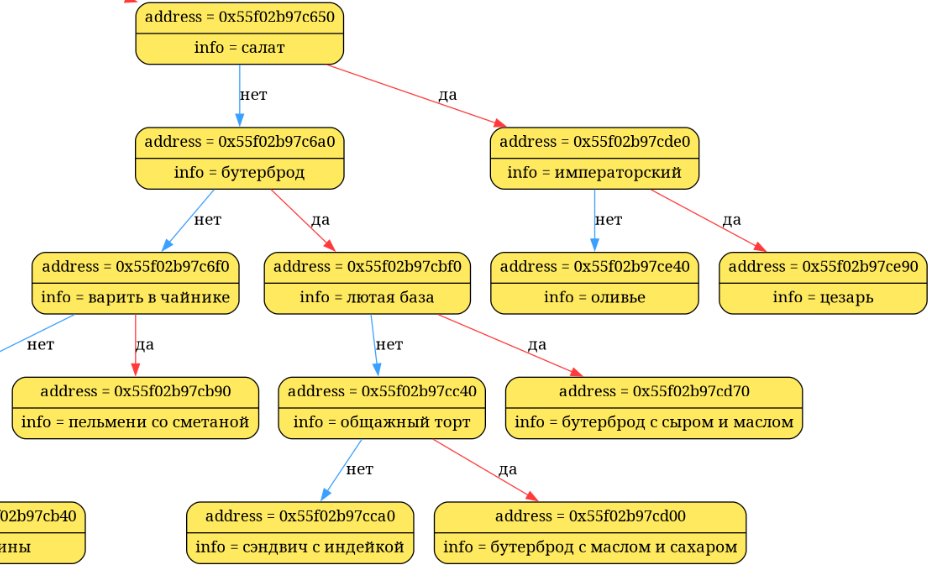 address = 0x55f02b97c650
info = салат
нет
да
address = 0x55f02b97c6a0
info = бутерброд
address = 0x55f02b97cde0
info = императорский
нет
да
нет
да
address = 0x55f02b97c6f0
info = варить в чайнике
address = 0x55f02b97cbf0
info = лютая база
address = 0x55f02b97ce40
info = оливье
address = 0x55f02b97ce90
info = цезарь
нет
да
нет
да
address = 0x55f02b97cb90
info = пельмени со сметаной
address = 0x55f02b97cc40
info = общажный торт
address = 0x55f02b97cd70
info = бутерброд с сыром и маслом
нет
да
f02b97cb40
ины
address = 0x55f02b97cca0
info = сэндвич с индейкой
address = 0x55f02b97cd00
info = бутерброд с маслом и сахаром